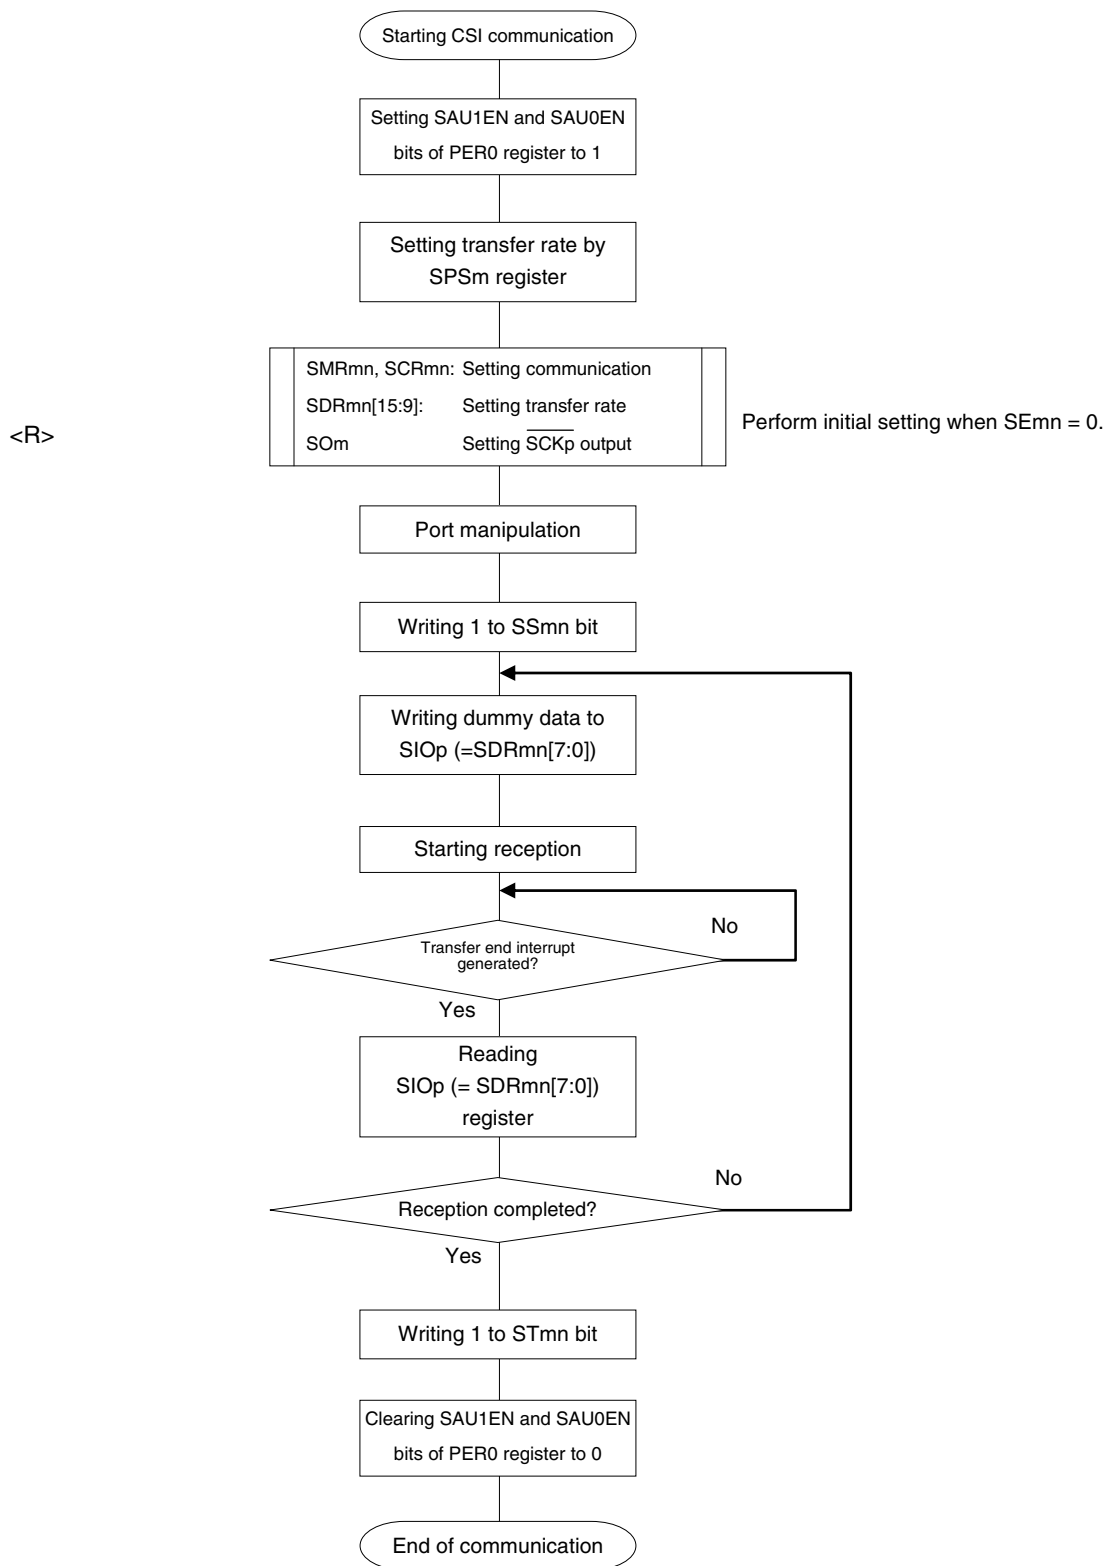 Starting CSI communication
Setting SAU1EN and SAU0EN
bits of PER0 register to 1
Setting transfer rate by
SPSm register
SMRmn, SCRmn: Setting communication
SDRmn[15:9]: Setting transfer rate
SOm Setting S̅C̅K̅p̅ output
<R>
Perform initial setting when SEmn = 0.
Port manipulation
Writing 1 to SSmn bit
Writing dummy data to
SIOp (=SDRmn[7:0])
Starting reception
No
Transfer end interrupt
generated?
Yes
Reading
SIOp (= SDRmn[7:0])
register
No
Reception completed?
Yes
Writing 1 to STmn bit
Clearing SAU1EN and SAU0EN
bits of PER0 register to 0
End of communication